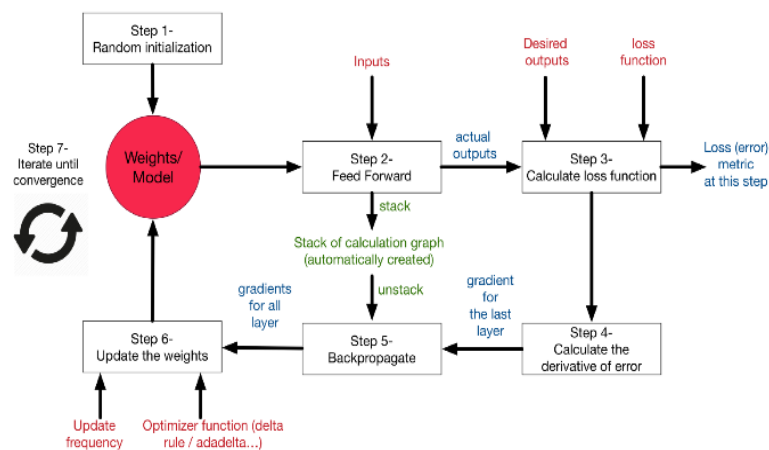 Step 1-
Random initialization
Desired
outputs
loss
function
Inputs
Step 7-
Iterate until
convergence
Weights/
Model
Step 2-
Feed Forward
actual
outputs
Step 3-
Calculate loss function
Loss (error)
metric
at this step
stack
Stack of calculation graph
(automatically created)
unstack
gradients
for all
layer
gradient
for
the last
layer
Step 6-
Update the weights
Step 5-
Backpropagate
Step 4-
Calculate the
derivative of error
Update
frequency
Optimizer function (delta
rule / adadelta...)